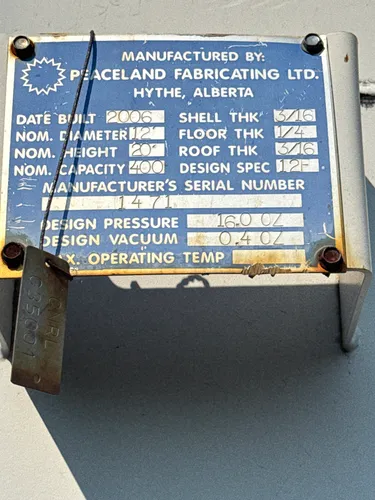 MANUFACTURED BY:
PEACELAND FABRICATING LTD.
HYTHE, ALBERTA
DATE BUILT 2006 SHELL THK 3/16
NOM. DIAMETER 12' FLOOR THK 1/4
NOM. HEIGHT 20' ROOF THK 3/16
NOM. CAPACITY 400 DESIGN SPEC 12F
MANUFACTURER'S SERIAL NUMBER
1471
DESIGN PRESSURE 16.0 OZ
DESIGN VACUUM 0.4 OZ
OPERATING TEMP